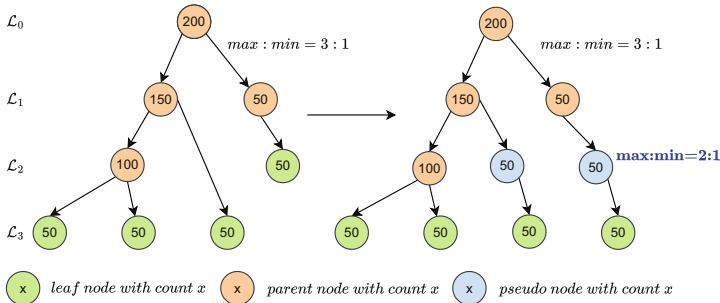 ℒ₀ 200 max : min = 3 : 1 200 max : min = 3 : 1
ℒ₁ 150 50 150 50
ℒ₂ 100 50 100 50 50 max:min=2:1
ℒ₃ 50 50 50 50 50 50 50
x leaf node with count x x parent node with count x x pseudo node with count x